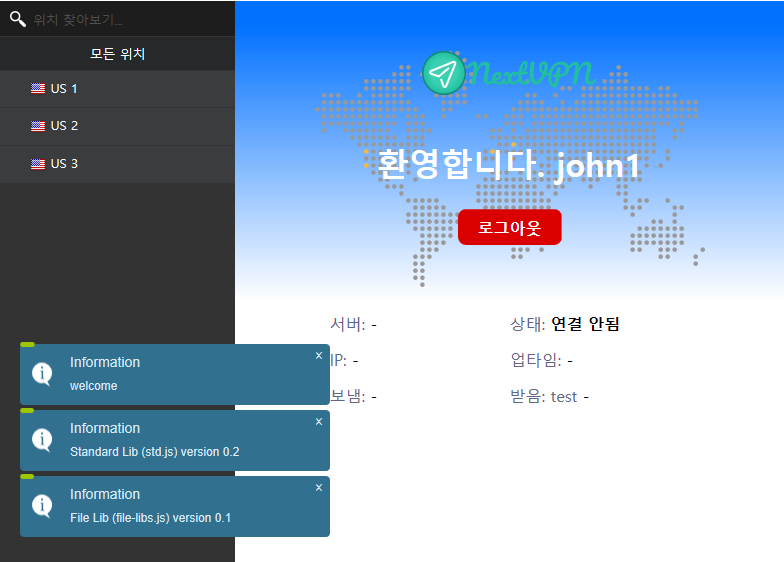 위치 찾아보기...
모든 위치
US 1
US 2
US 3
NextVPN
환영합니다. john1
로그아웃
서버: -
상태: 연결 안됨
IP: -
업타임: -
보냄: -
받음: test -
Information
welcome
Information
Standard Lib (std.js) version 0.2
Information
File Lib (file-libs.js) version 0.1